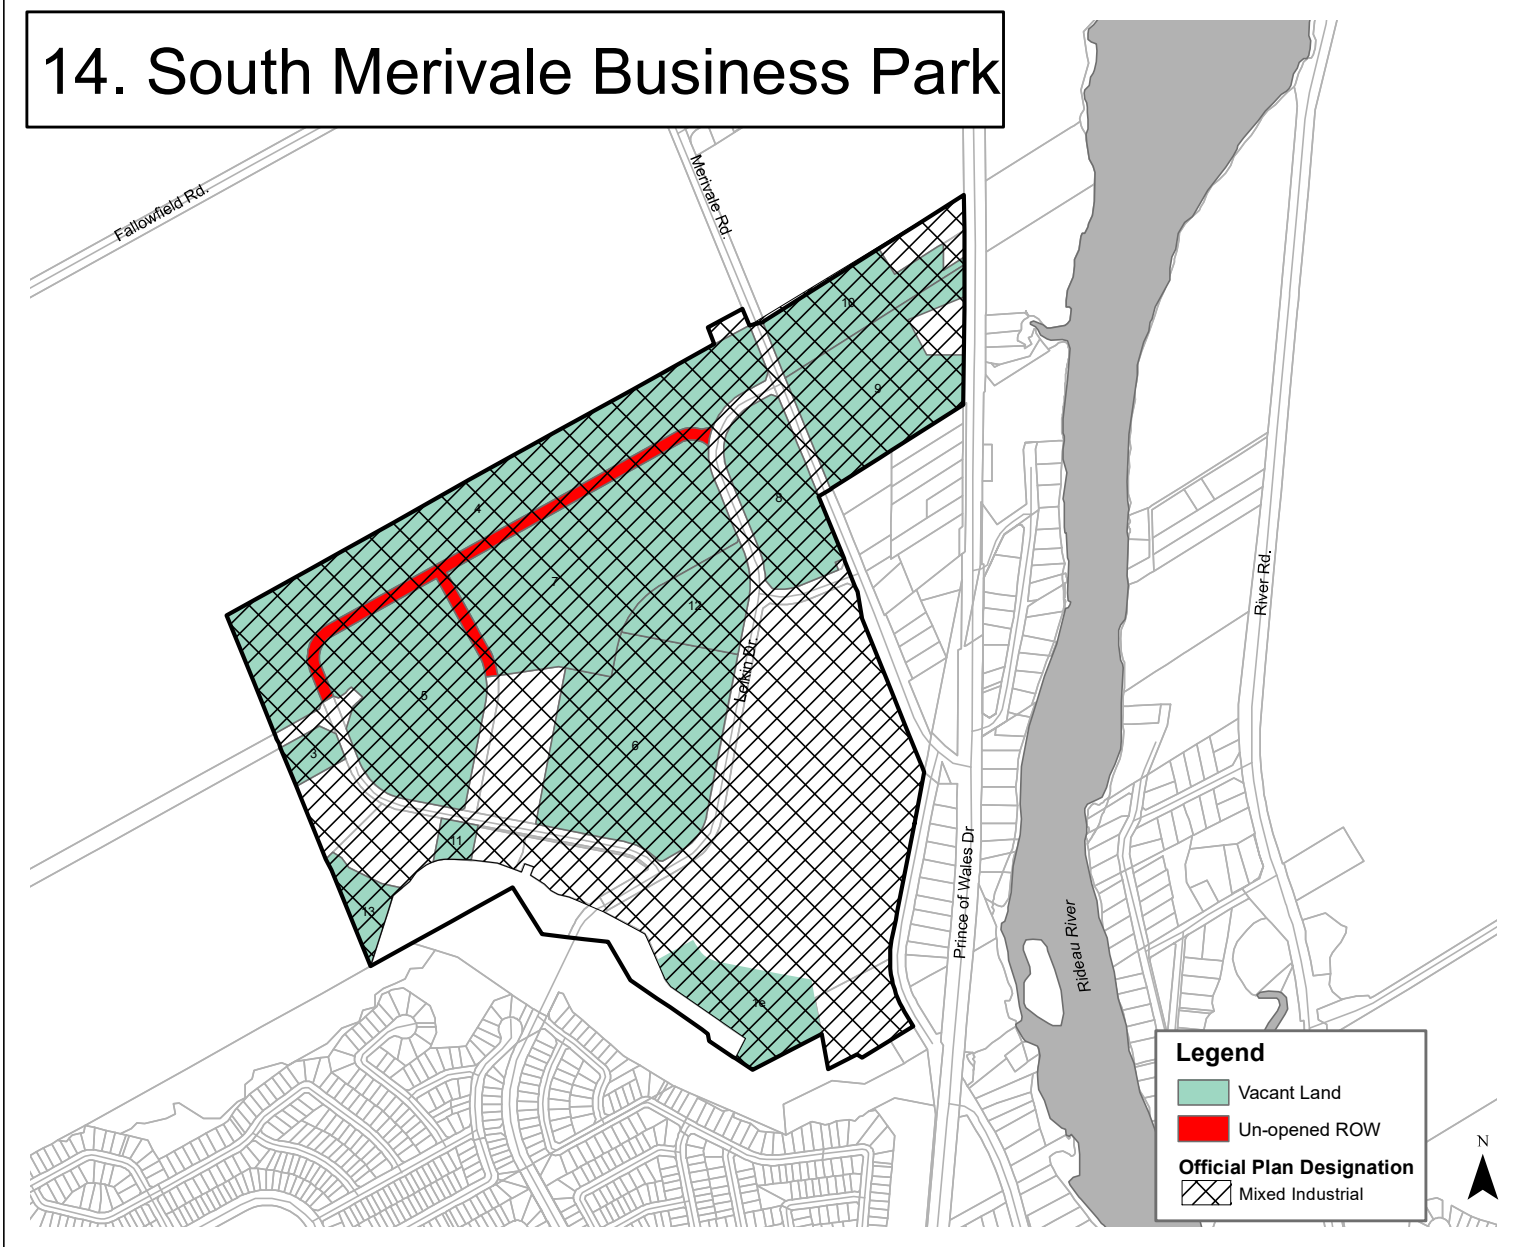 14. South Merivale Business Park
Fallowfield Rd.
Merivale Rd.
10
9
8
4
7
12
5
6
3
11
13
1e
Leikin Dr.
River Rd.
Prince of Wales Dr
Rideau River
Legend
Vacant Land
Un-opened ROW
Official Plan Designation
Mixed Industrial
N